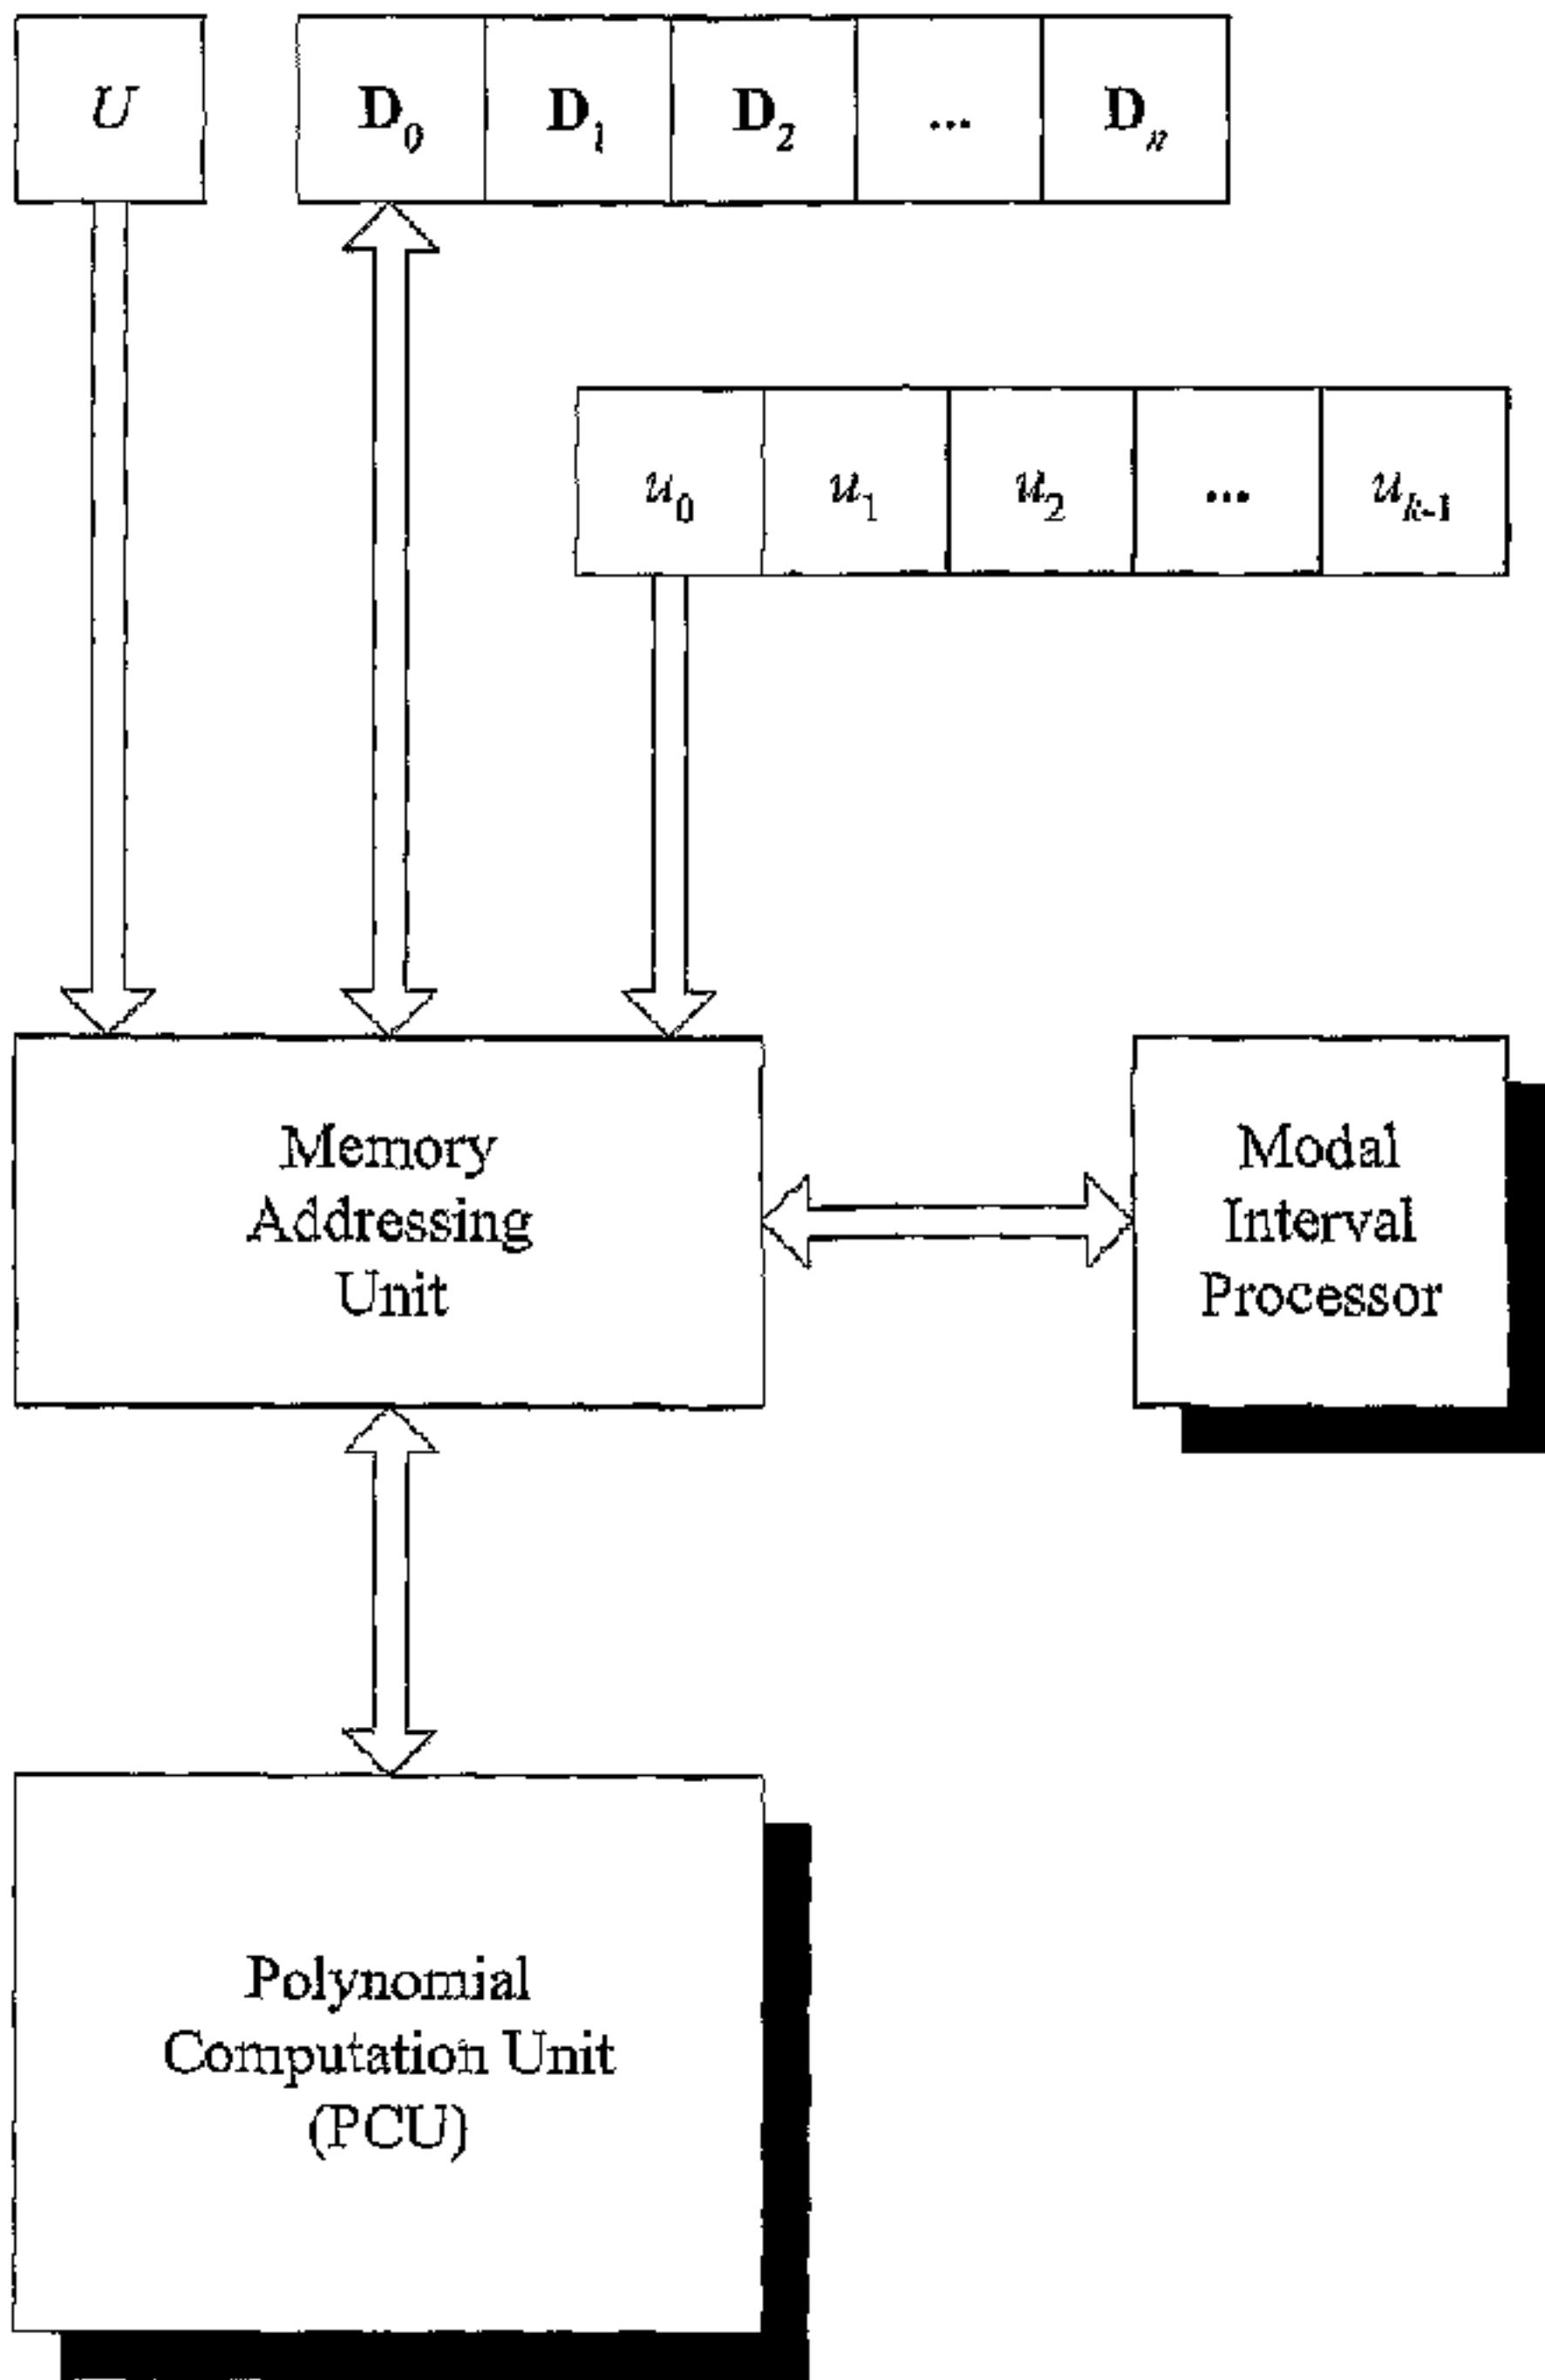 U
D₀ D₁ D₂ ... Dₙ
u₀ u₁ u₂ ... uₖ₋₁
Memory
Addressing
Unit
Modal
Interval
Processor
Polynomial
Computation Unit
(PCU)